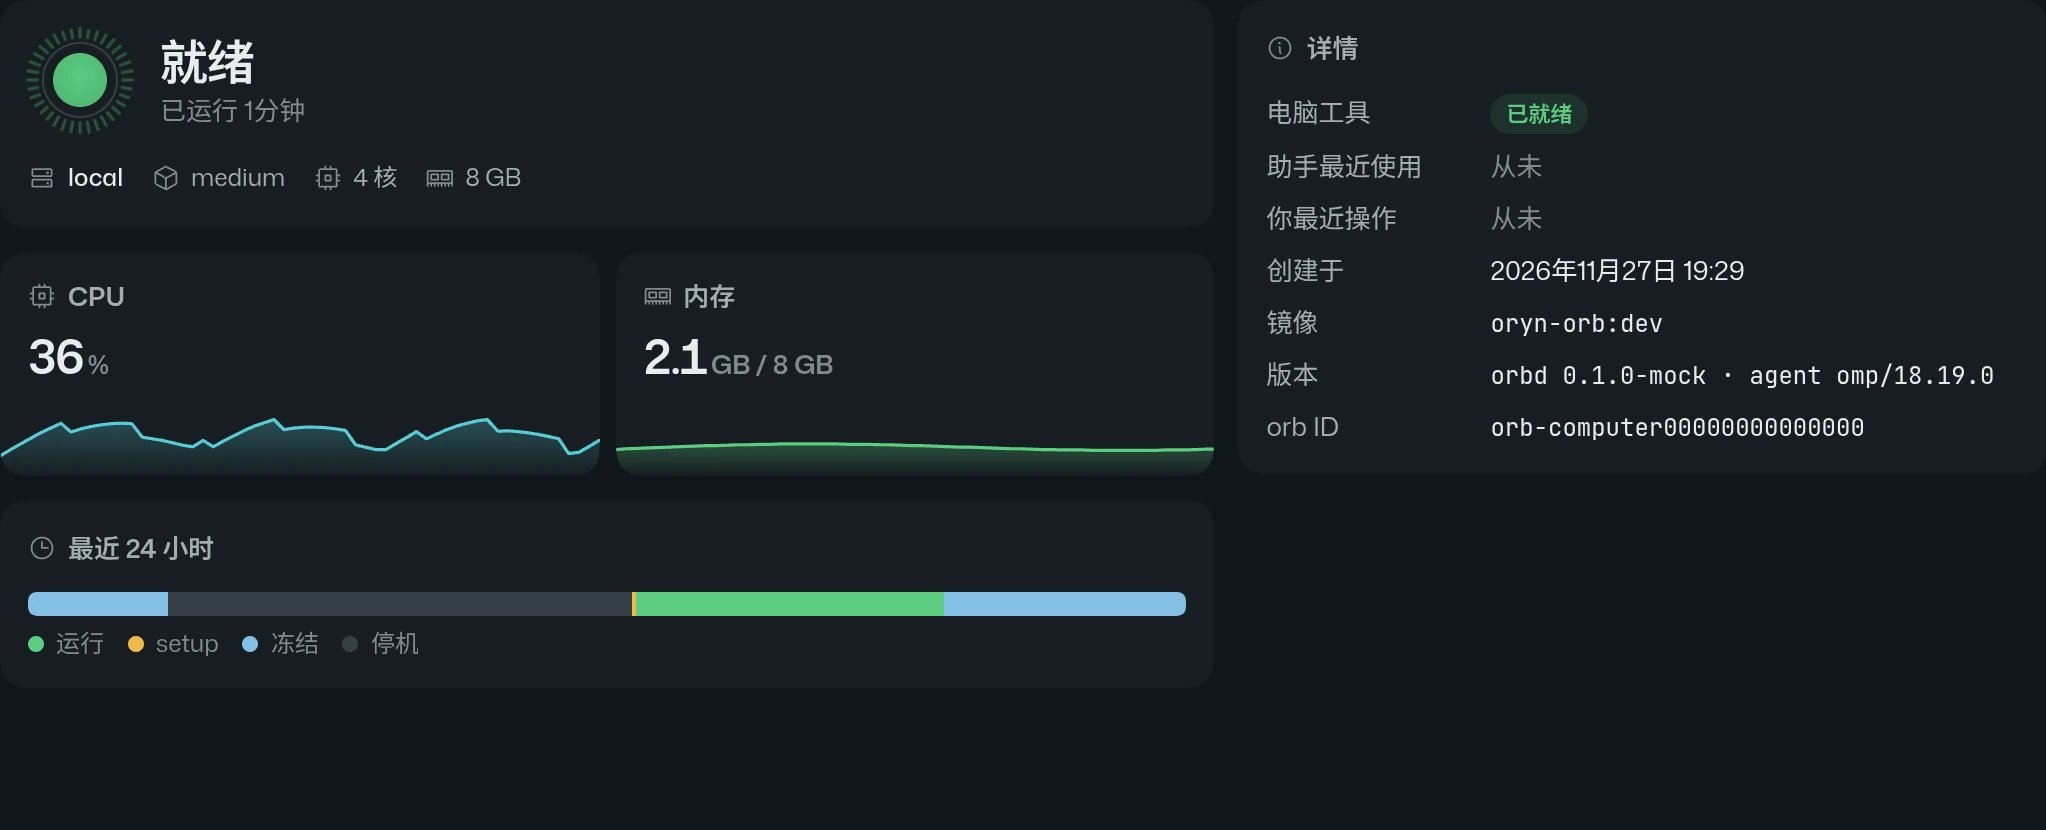 就绪
已运行 1分钟
local medium 4 核 8 GB
CPU
36 %
内存
2.1 GB / 8 GB
最近 24 小时
运行 setup 冻结 停机
详情
电脑工具 已就绪
助手最近使用 从未
你最近操作 从未
创建于 2026年11月27日 19:29
镜像 oryn-orb:dev
版本 orbd 0.1.0-mock · agent omp/18.19.0
orb ID orb-computer00000000000000